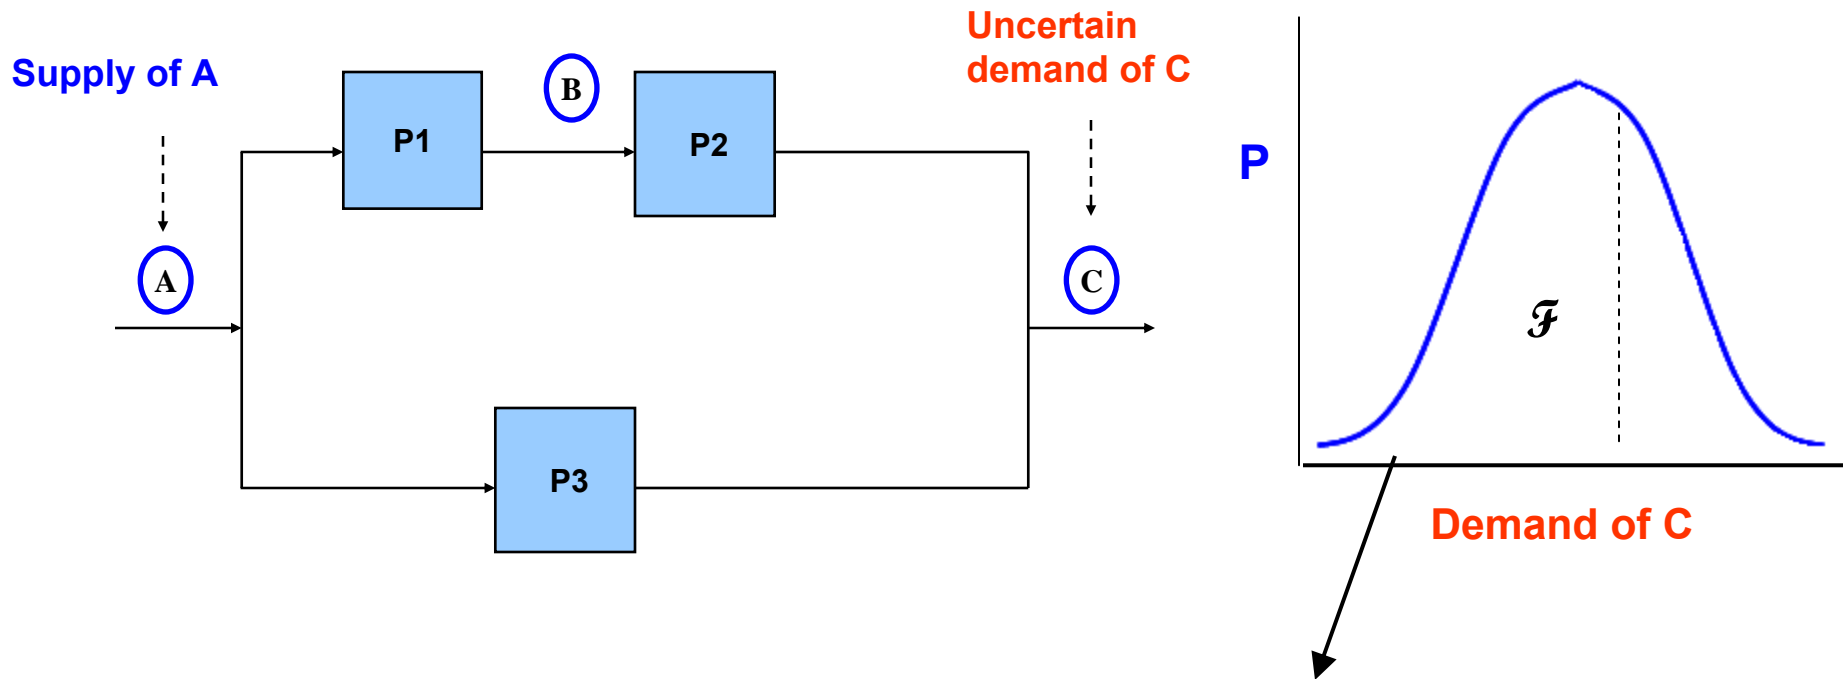 Supply of A
Uncertain
demand of C
P1
B
P2
A
C
P3
P
ℱ
Demand of C